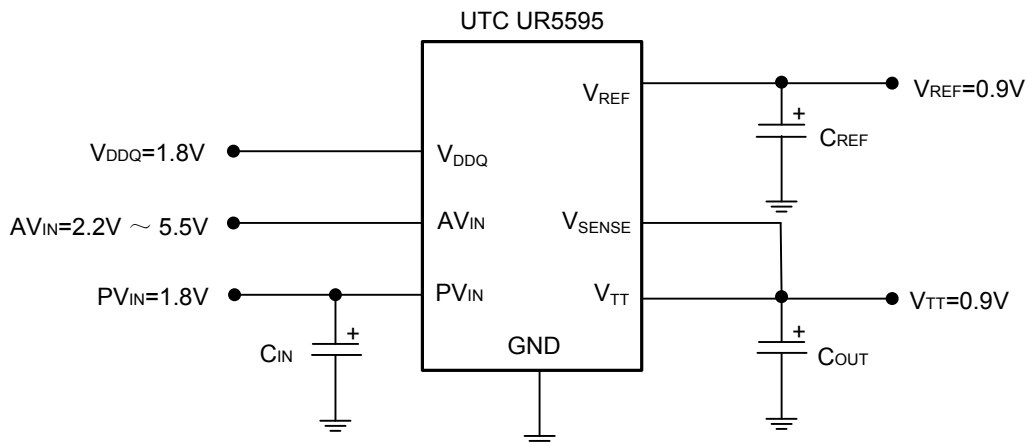 UTC UR5595
VREF
VREF=0.9V
+
CREF
VDDQ=1.8V
VDDQ
AVIN=2.2V ～ 5.5V
AVIN
VSENSE
PVIN=1.8V
PVIN
VTT
VTT=0.9V
+
CIN
GND
+
COUT